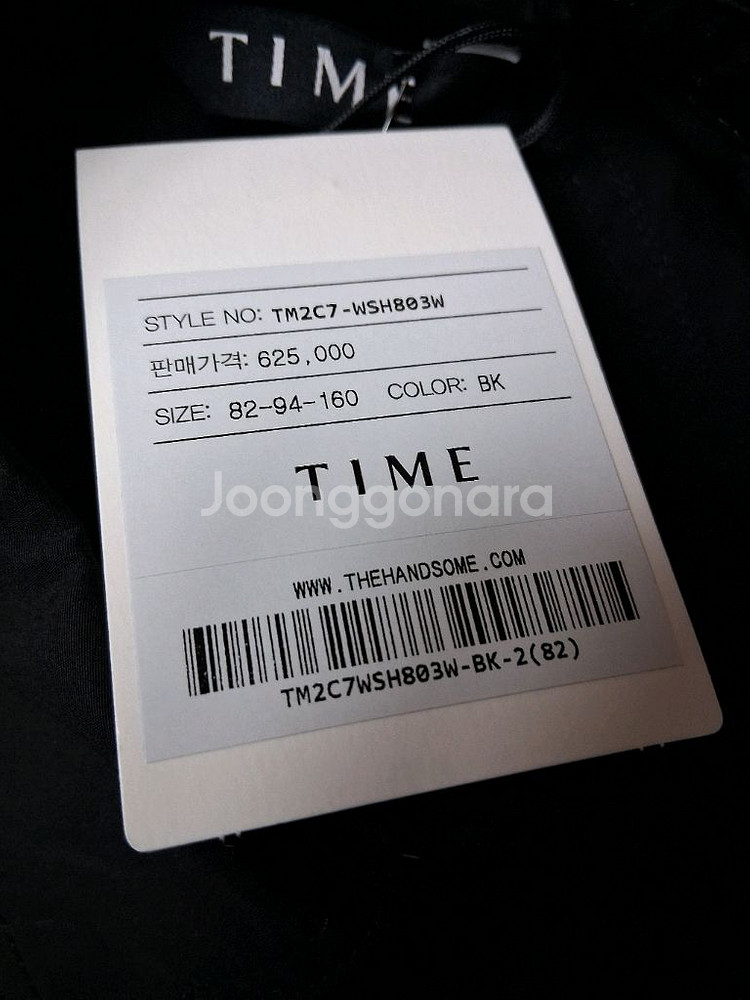 TIME
STYLE NO: TM2C7-WSH803W
판매가격: 625,000
SIZE: 82-94-160 COLOR: BK
TIME
Joonggonara
WWW.THEHANDSOME.COM
TM2C7WSH803W-BK-2(82)